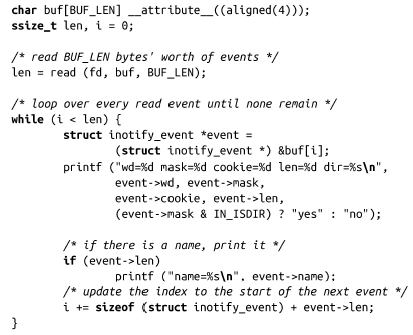 char buf[BUF_LEN] __attribute__((aligned(4)));
ssize_t len, i = 0;
/* read BUF_LEN bytes' worth of events */
len = read (fd, buf, BUF_LEN);
/* loop over every read event until none remain */
while (i < len) {
struct inotify_event *event =
(struct inotify_event *) &buf[i];
printf ("wd=%d mask=%d cookie=%d len=%d dir=%s\n",
event->wd, event->mask,
event->cookie, event->len,
(event->mask & IN_ISDIR) ? "yes" : "no");
/* if there is a name, print it */
if (event->len)
printf ("name=%s\n", event->name);
/* update the index to the start of the next event */
i += sizeof (struct inotify_event) + event->len;
}